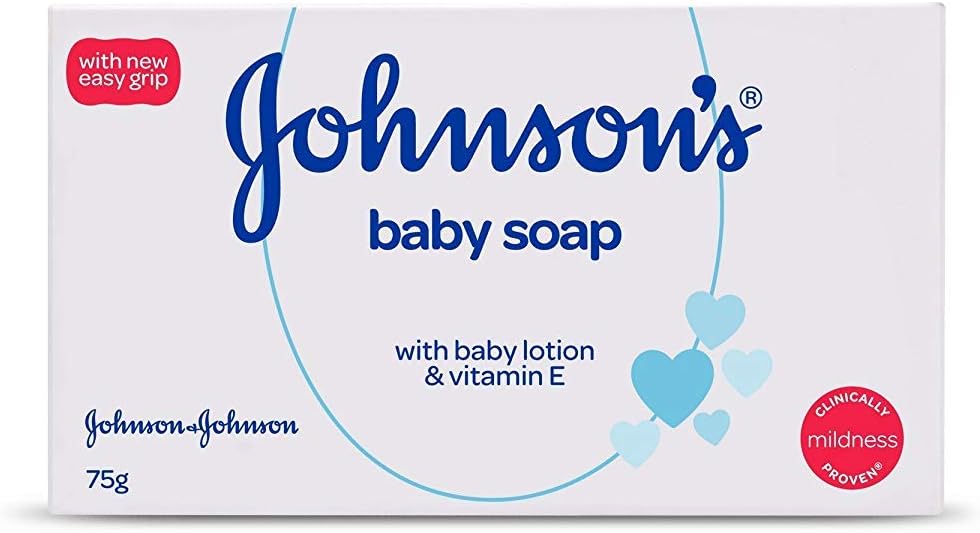 with new
easy grip
Johnson's®
baby soap
with baby lotion
& vitamin E
Johnson & Johnson
75g
CLINICALLY
mildness
PROVEN®